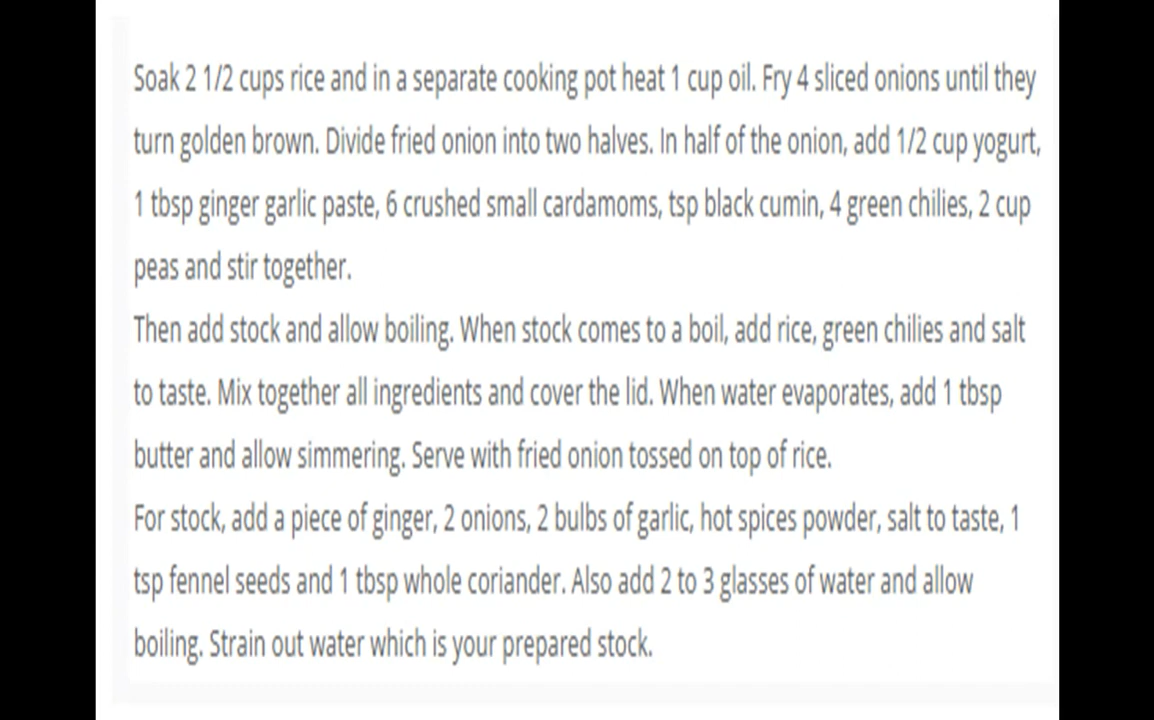 Soak 2 1/2 cups rice and in a separate cooking pot heat 1 cup oil. Fry 4 sliced onions until they
turn golden brown. Divide fried onion into two halves. In half of the onion, add 1/2 cup yogurt,
1 tbsp ginger garlic paste, 6 crushed small cardamoms, tsp black cumin, 4 green chilies, 2 cup
peas and stir together.
Then add stock and allow boiling. When stock comes to a boil, add rice, green chilies and salt
to taste. Mix together all ingredients and cover the lid. When water evaporates, add 1 tbsp
butter and allow simmering. Serve with fried onion tossed on top of rice.
For stock, add a piece of ginger, 2 onions, 2 bulbs of garlic, hot spices powder, salt to taste, 1
tsp fennel seeds and 1 tbsp whole coriander. Also add 2 to 3 glasses of water and allow
boiling. Strain out water which is your prepared stock.